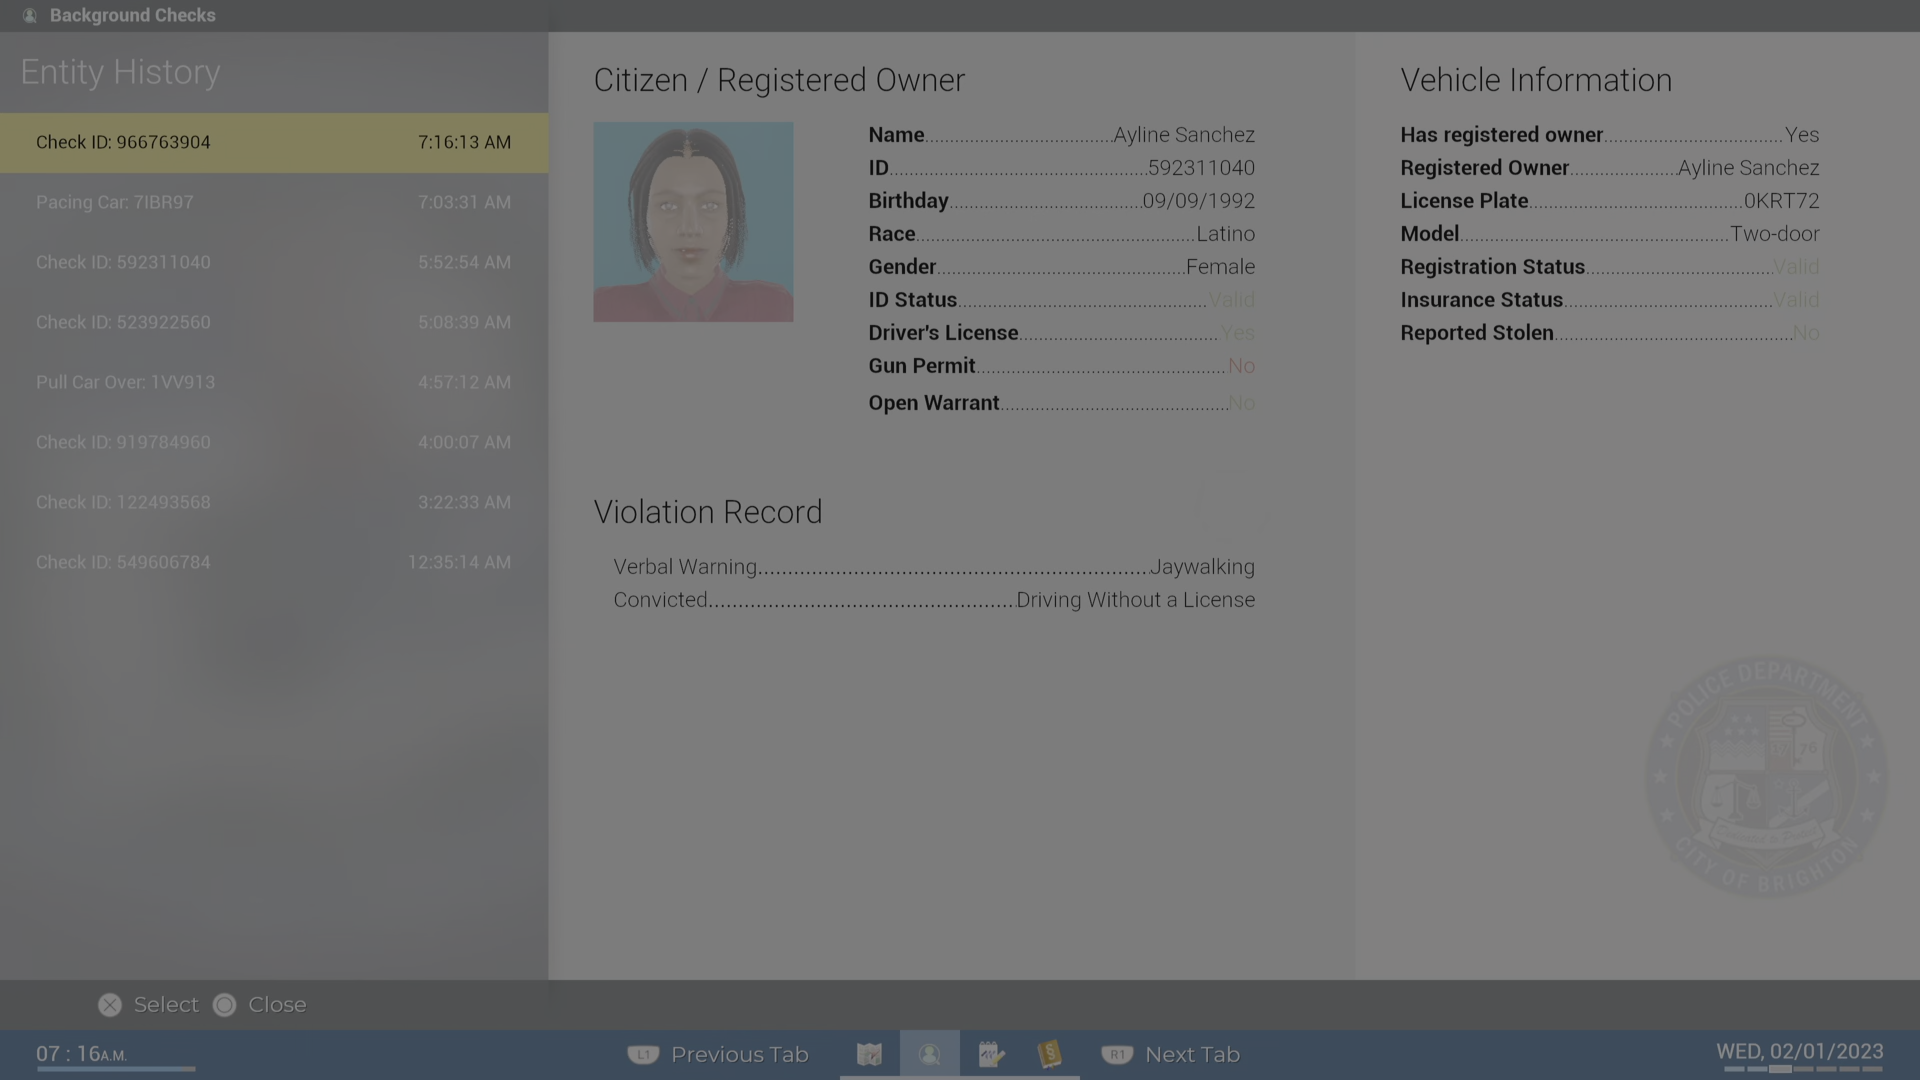 Background Checks
Entity History
Check ID: 966763904 7:16:13 AM
Pacing Car: 7IBR97 7:03:31 AM
Check ID: 592311040 5:52:54 AM
Check ID: 523922560 5:08:39 AM
Pull Car Over: 1VV913 4:57:12 AM
Check ID: 919784960 4:00:07 AM
Check ID: 122493568 3:22:33 AM
Check ID: 549606784 12:35:14 AM
Citizen / Registered Owner
Name Ayline Sanchez
ID 592311040
Birthday 09/09/1992
Race Latino
Gender Female
ID Status Valid
Driver's License Yes
Gun Permit No
Open Warrant No
Violation Record
Verbal Warning Jaywalking
Convicted Driving Without a License
Vehicle Information
Has registered owner Yes
Registered Owner Ayline Sanchez
License Plate 0KRT72
Model Two-door
Registration Status Valid
Insurance Status Valid
Reported Stolen No
POLICE DEPARTMENT
76
CITY OF BRIGHTON
Select Close
07 : 16 A.M.
L1 Previous Tab
R1 Next Tab
WED, 02/01/2023